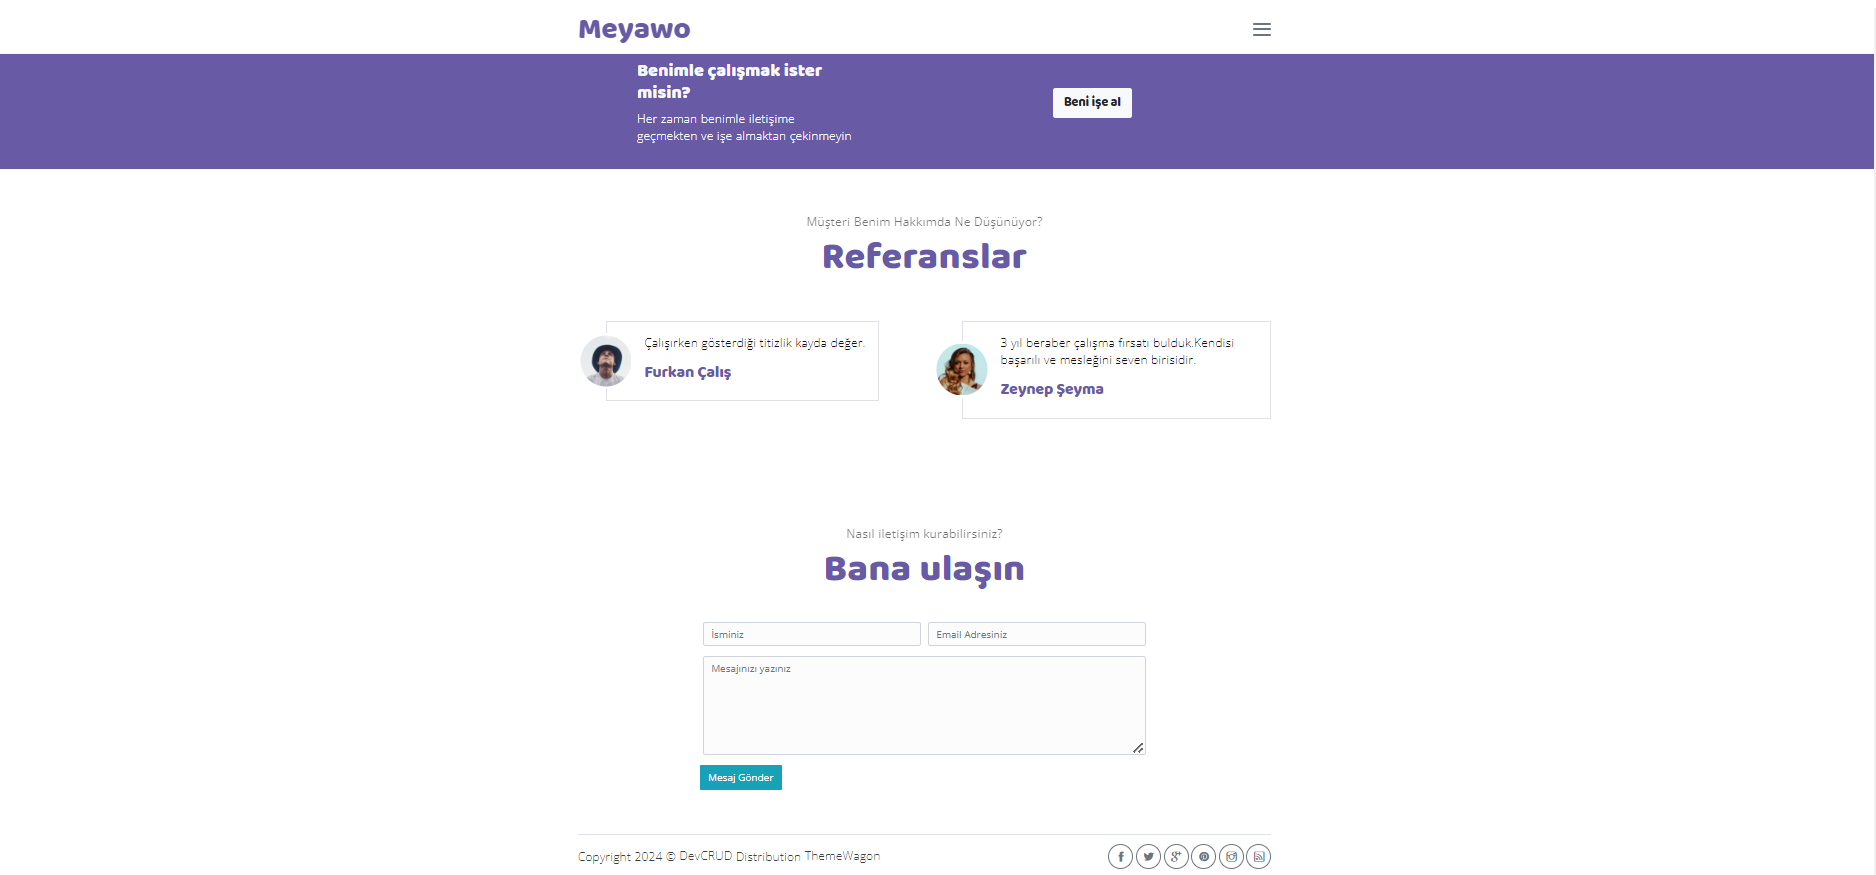 Meyawo
Benimle çalışmak ister
misin?
Her zaman benimle iletişime
geçmekten ve işe almaktan çekinmeyin
Beni işe al
Müşteri Benim Hakkımda Ne Düşünüyor?
Referanslar
Çalışırken gösterdiği titizlik kayda değer.
Furkan Çalış
3 yıl beraber çalışma fırsatı bulduk.Kendisi
başarılı ve mesleğini seven birisidir.
Zeynep Şeyma
Nasıl iletişim kurabilirsiniz?
Bana ulaşın
İsminiz
Email Adresiniz
Mesajınızı yazınız
Mesaj Gönder
Copyright 2024 © DevCRUD Distribution ThemeWagon